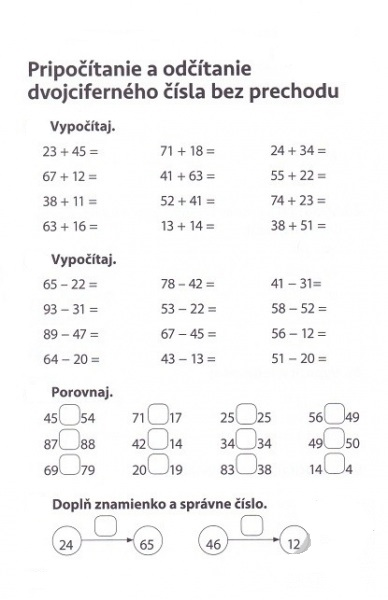 Pripočítanie a odčítanie
dvojciferného čísla bez prechodu
Vypočítaj.
23 + 45 = 71 + 18 = 24 + 34 =
67 + 12 = 41 + 63 = 55 + 22 =
38 + 11 = 52 + 41 = 74 + 23 =
63 + 16 = 13 + 14 = 38 + 51 =
Vypočítaj.
65 – 22 = 78 – 42 = 41 – 31=
93 – 31 = 53 – 22 = 58 – 52 =
89 – 47 = 67 – 45 = 56 – 12 =
64 – 20 = 43 – 13 = 51 – 20 =
Porovnaj.
45 54 71 17 25 25 56 49
87 88 42 14 34 34 49 50
69 79 20 19 83 38 14 4
Doplň znamienko a správne číslo.
24 65 46 12